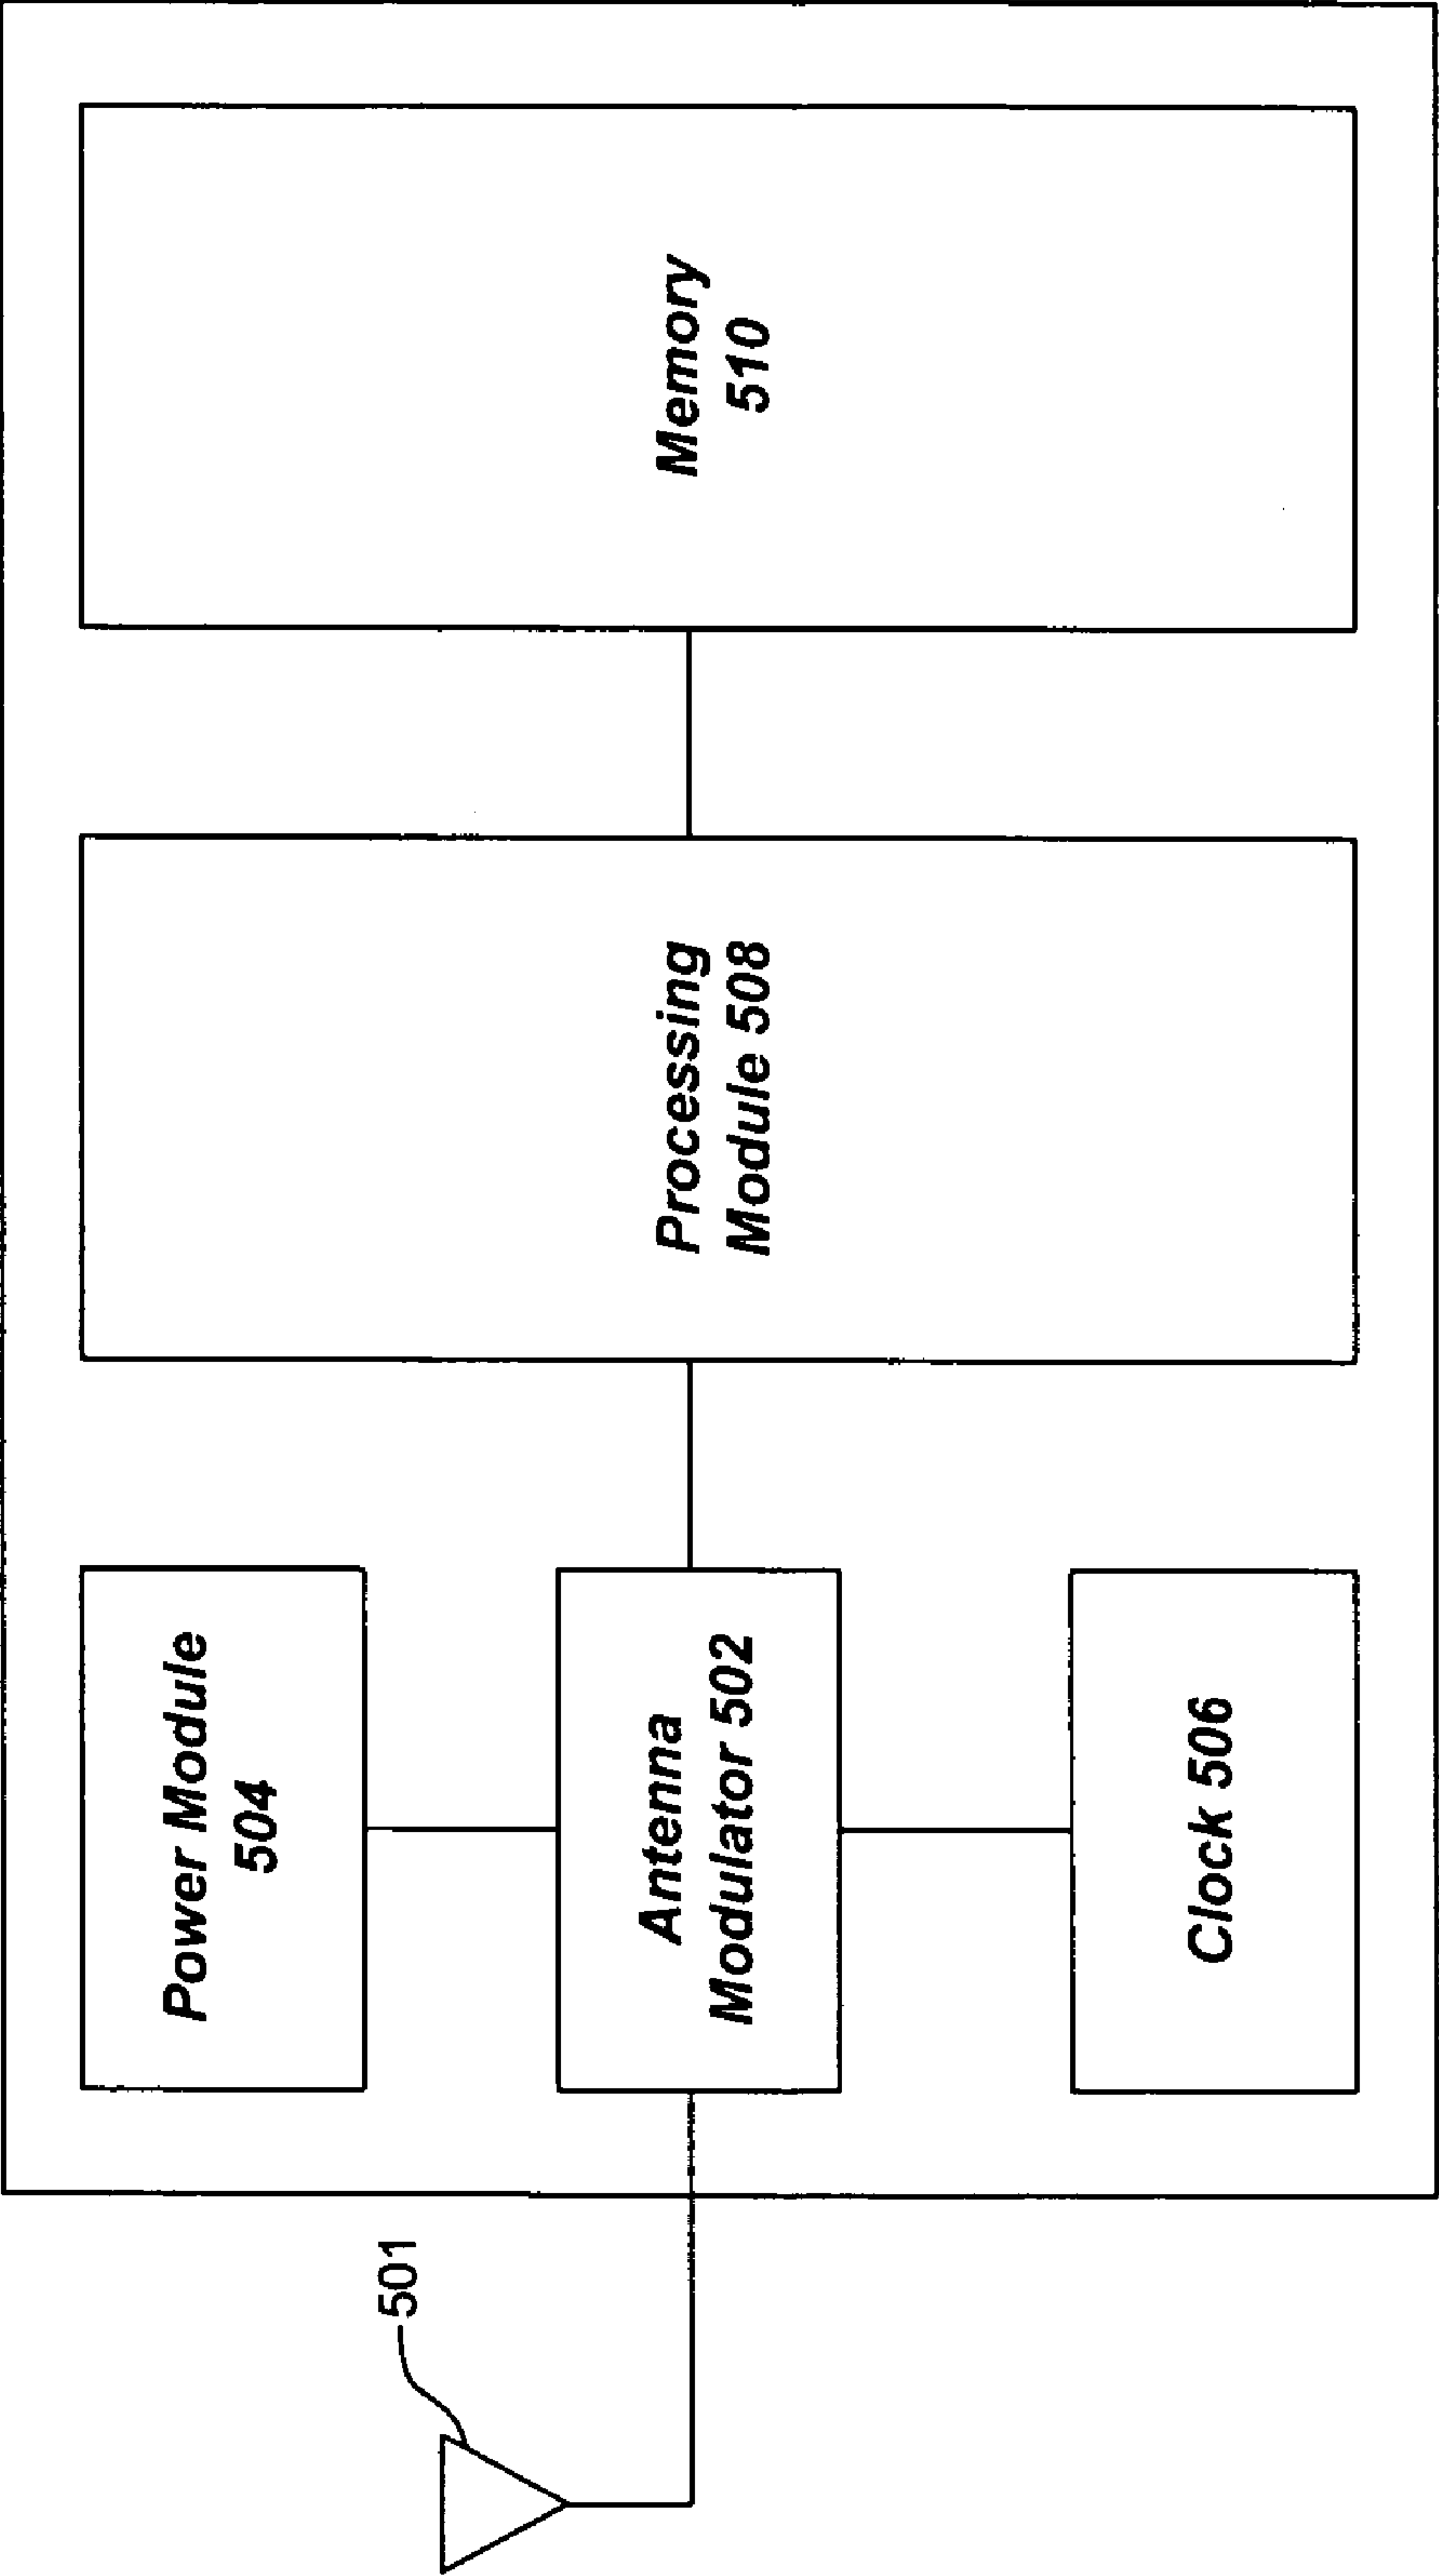 501
Power Module
504
Antenna
Modulator 502
Clock 506
Processing
Module 508
Memory
510